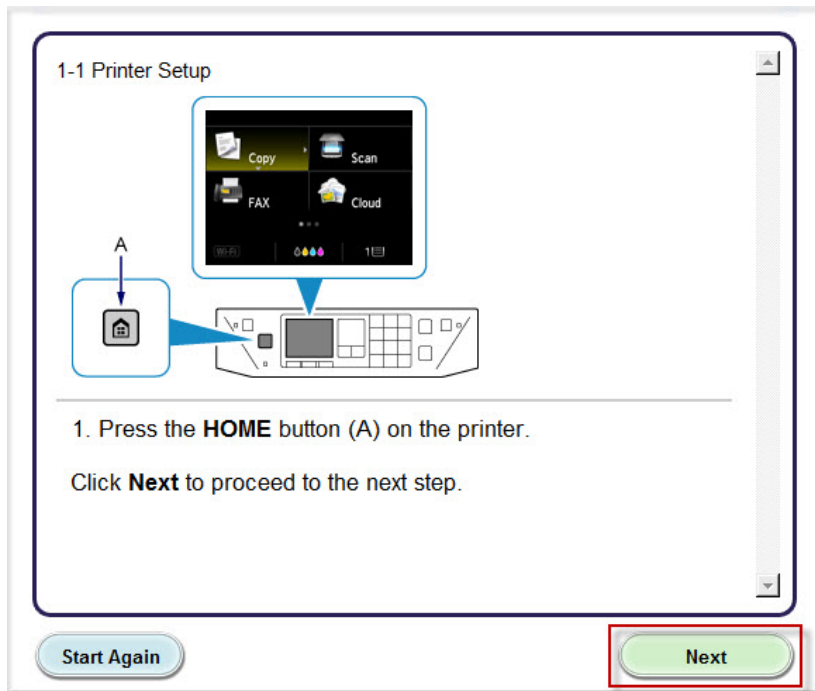 1-1 Printer Setup
Copy
Scan
FAX
Cloud
Wi-Fi
1
A
1. Press the HOME button (A) on the printer.
Click Next to proceed to the next step.
Start Again
Next